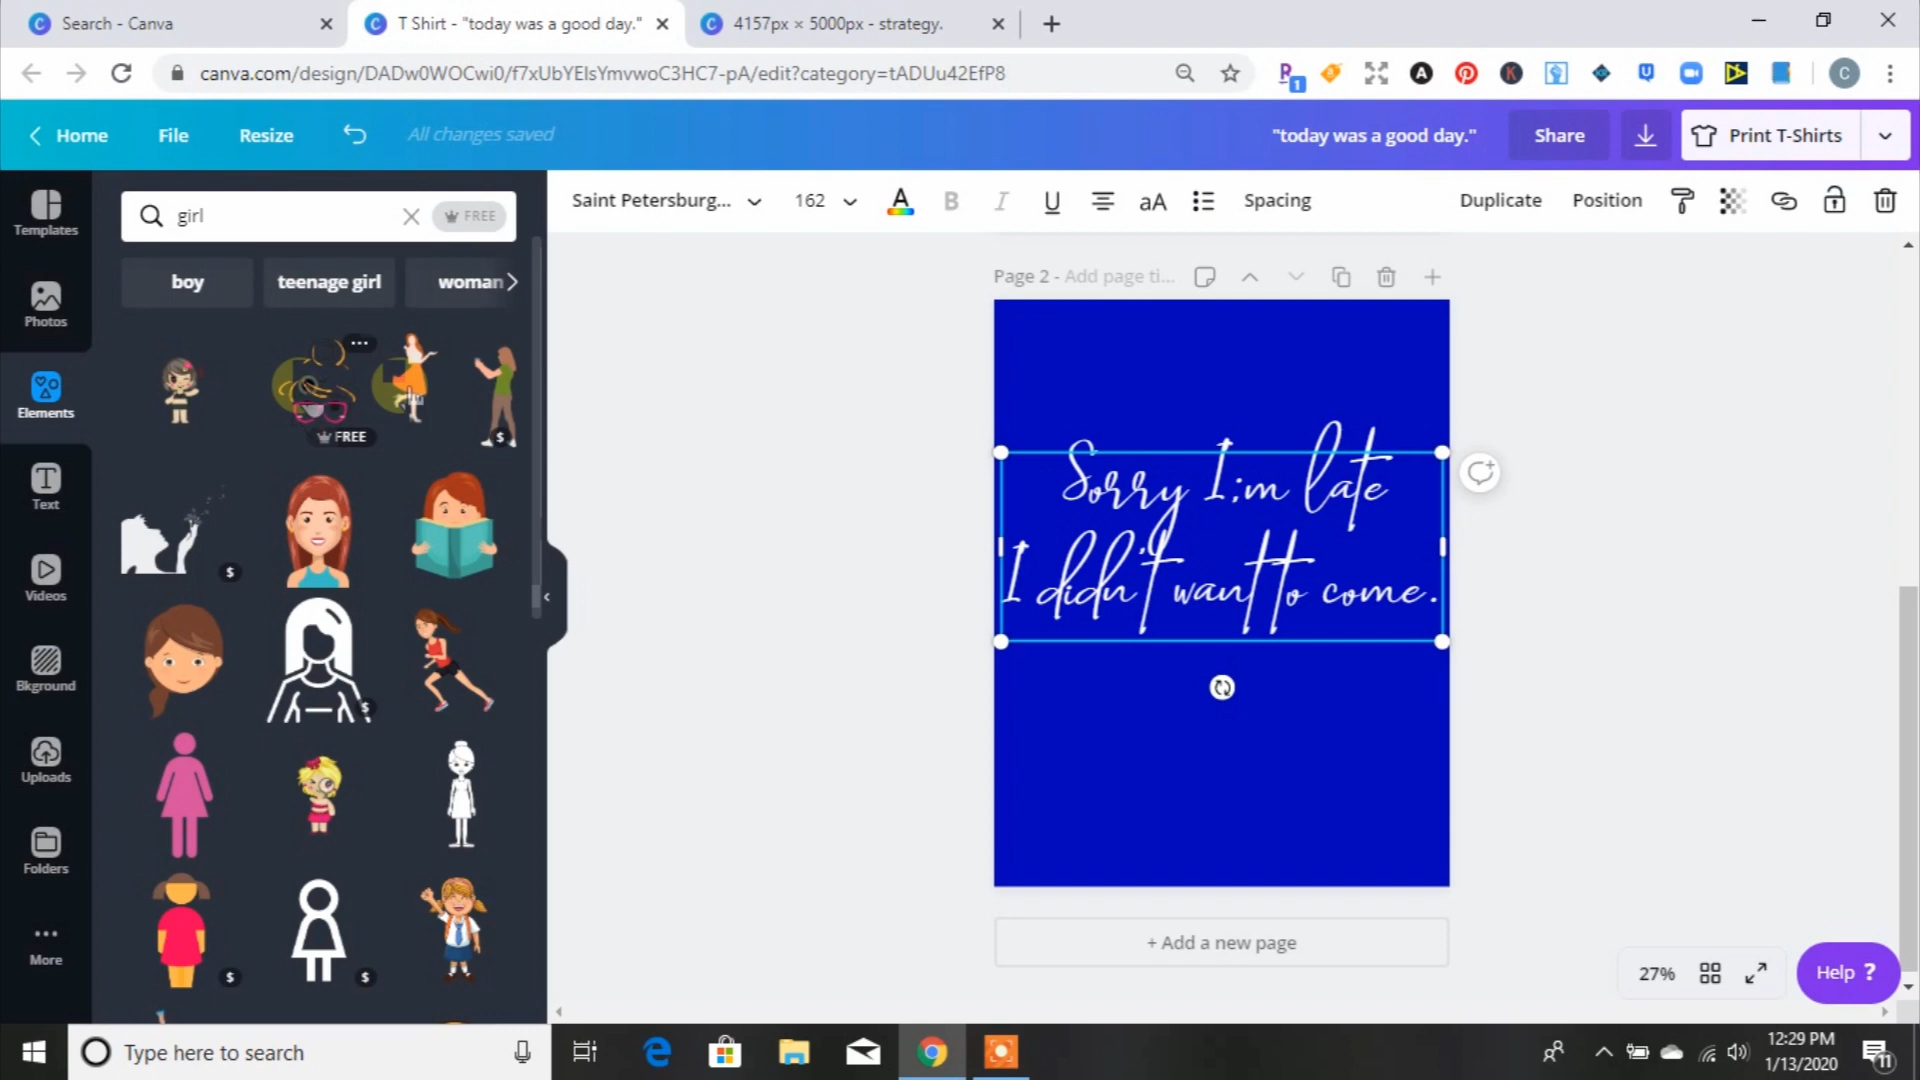 Search - Canva
T Shirt - "today was a good day."
4157px × 5000px - strategy.
canva.com/design/DADw0WOCwi0/f7xUbYEIsYmvwoC3HC7-pA/edit?category=tADUu42EfP8
1
C
Home
File
Resize
All changes saved
"today was a good day."
Share
Print T-Shirts
Templates
Photos
Elements
Text
Videos
Bkground
Uploads
Folders
More
girl
FREE
boy
teenage girl
woman
FREE
$
$
$
$
$
Saint Petersburg...
162
A
B
I
U
aA
Spacing
Duplicate
Position
Page 2 - Add page ti...
Sorry I;m late
I didn't want to come.
+ Add a new page
27%
Help ?
Type here to search
12:29 PM
1/13/2020
11